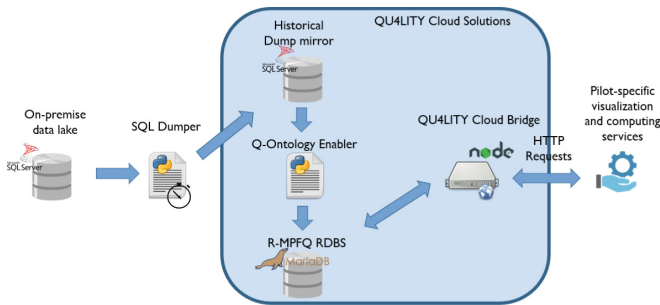 Historical
Dump mirror
QU4LITY Cloud Solutions
SQL Server
On-premise
data lake
SQL Dumper
QU4LITY Cloud Bridge
Pilot-specific
visualization
and computing
services
SQL Server
Q-Ontology Enabler
node
HTTP
Requests
R-MPFQ RDBS
MariaDB